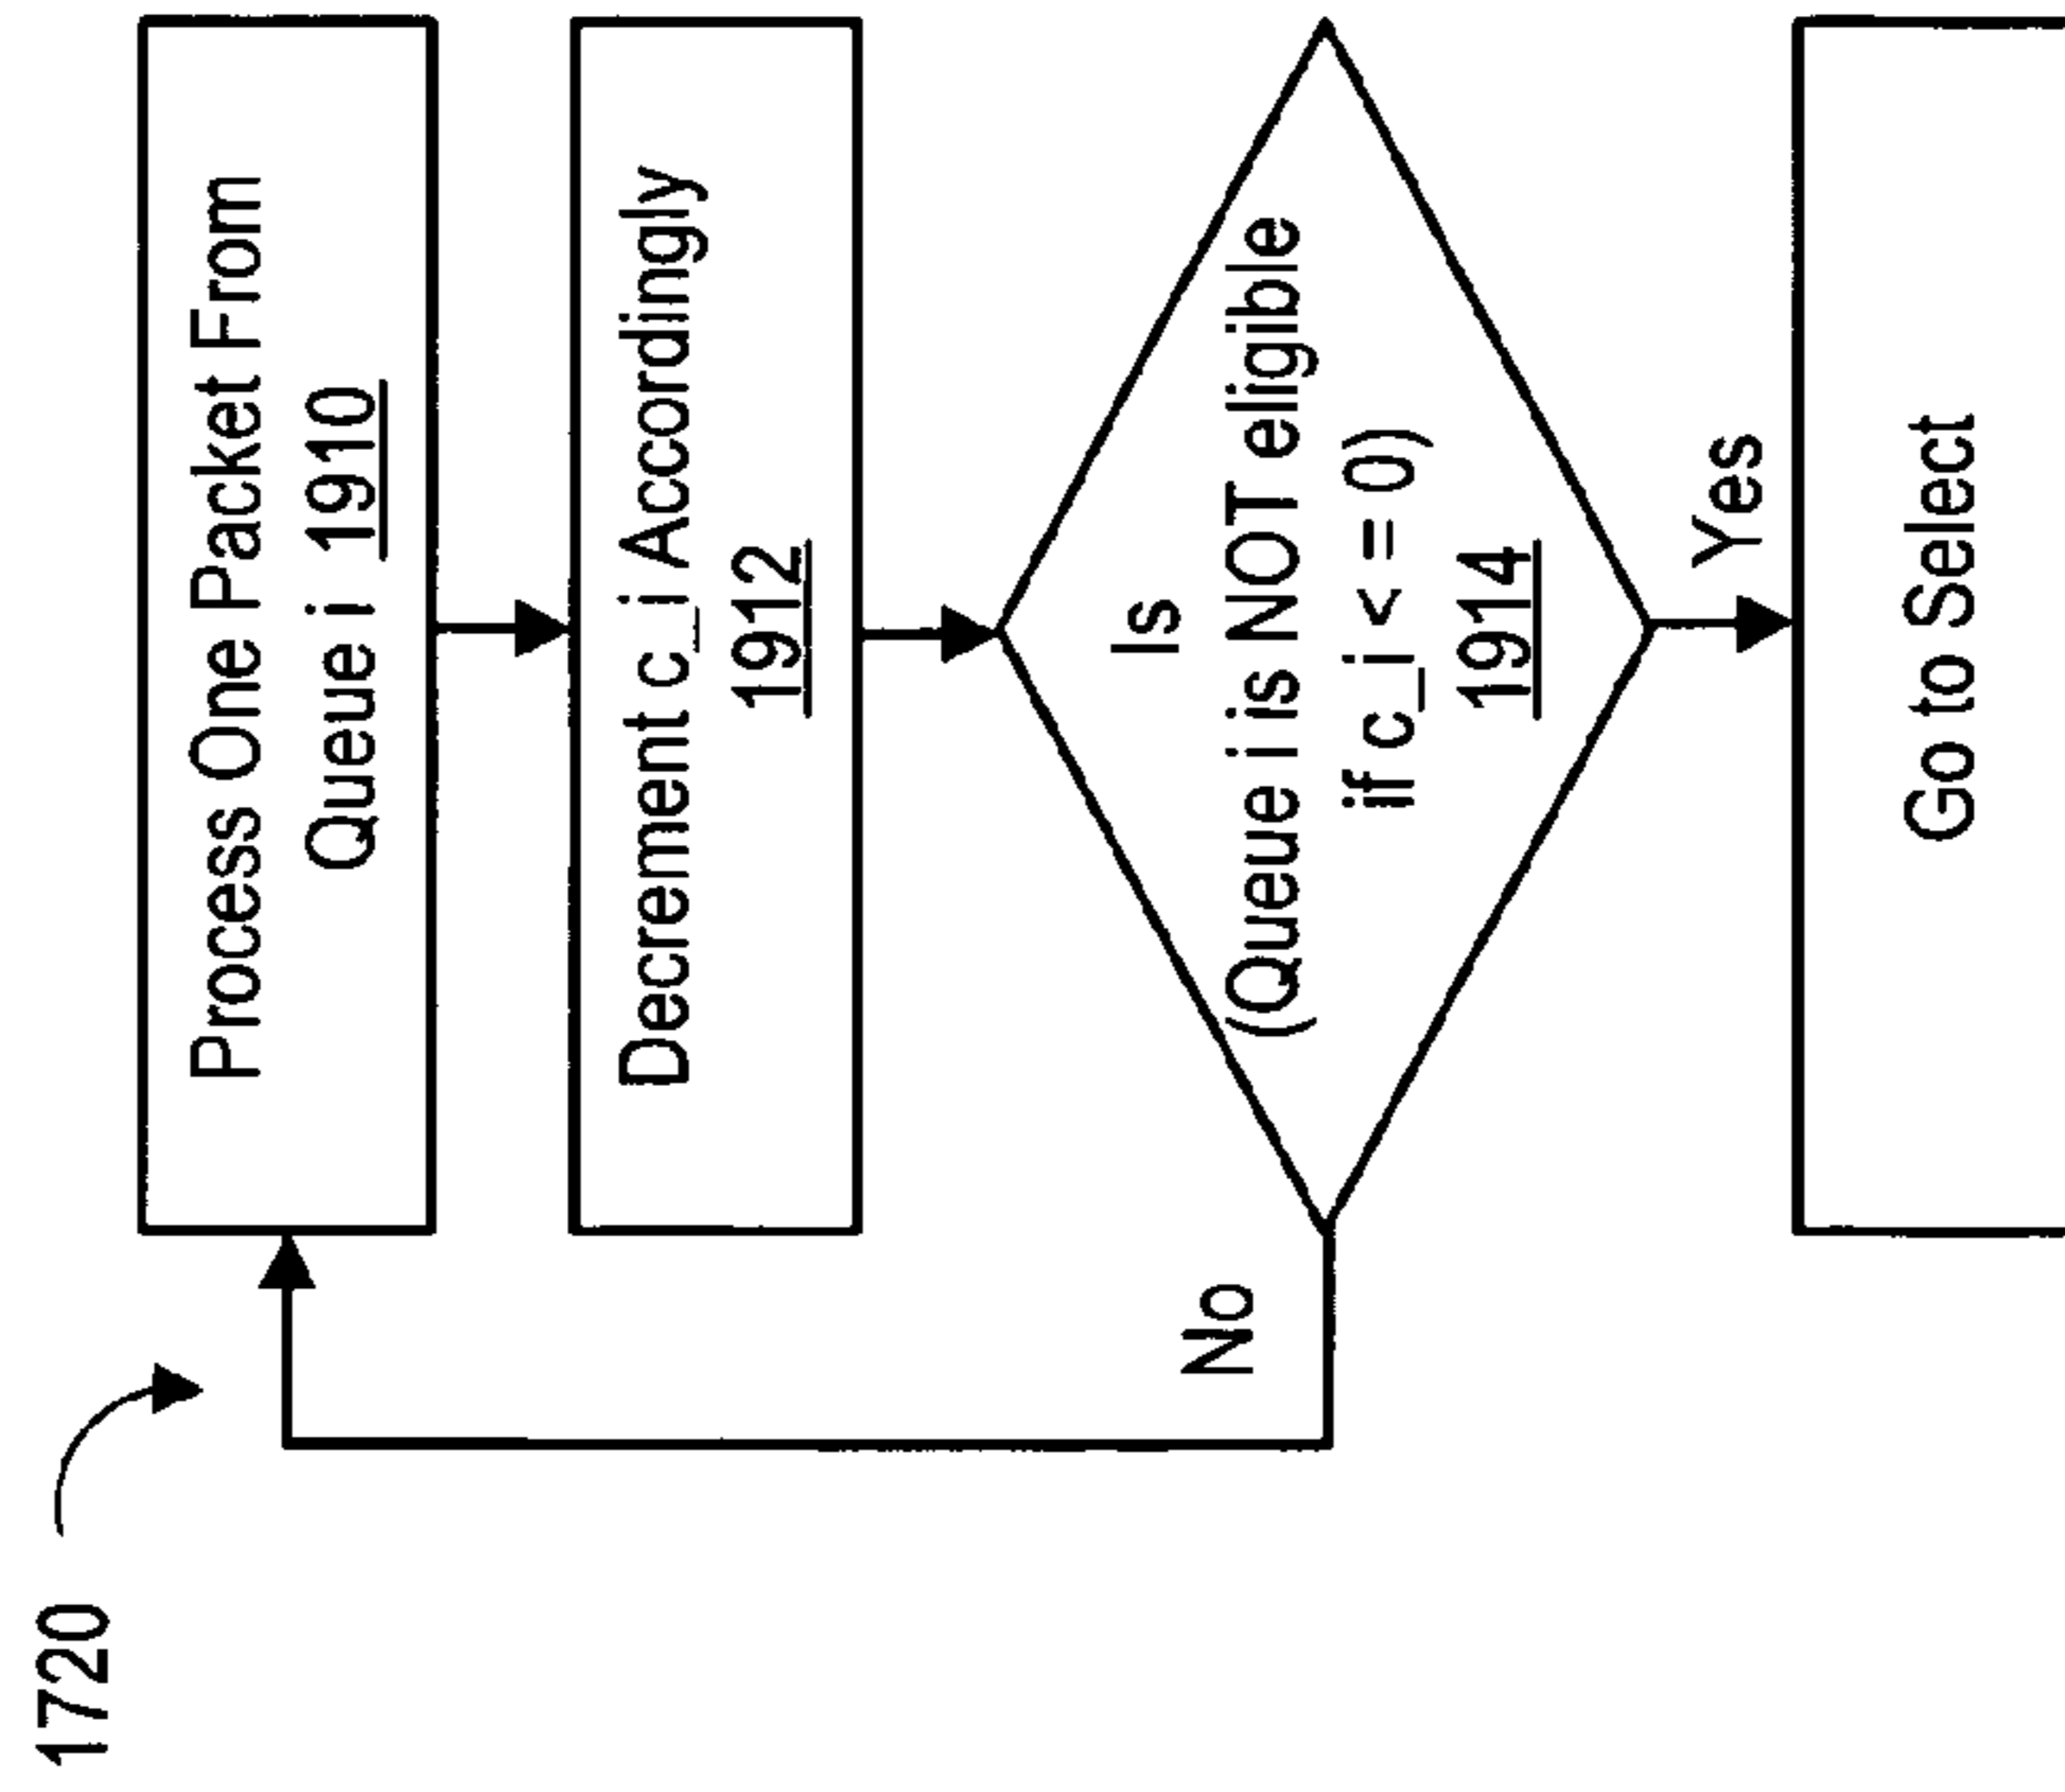 1720
Process One Packet From
Queue i 1910
Decrement c_i Accordingly
1912
Is
(Queue i is NOT eligible
if c_i < = 0)
1914
No
Yes
Go to Select